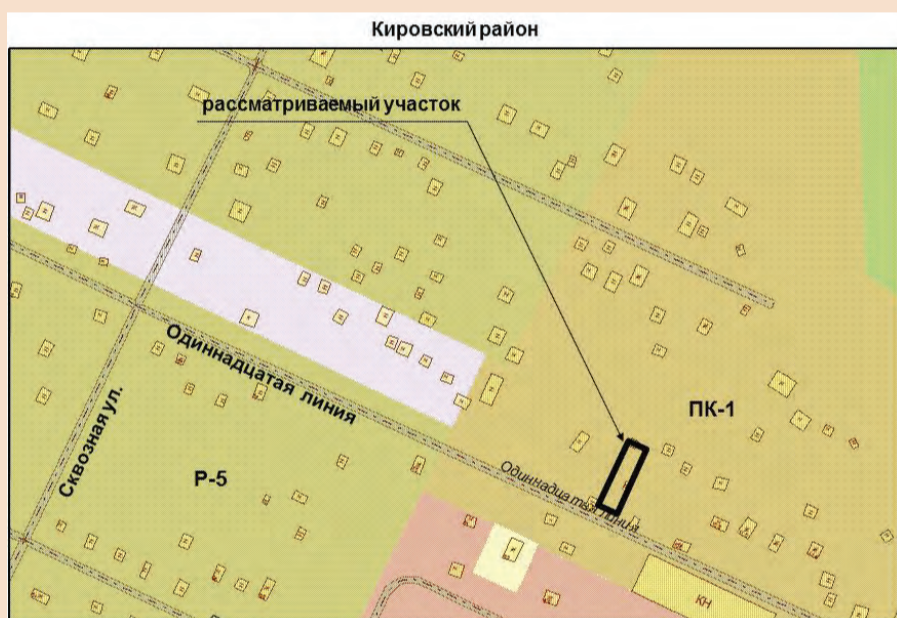 Кировский район
рассматриваемый участок
Одиннадцатая линия
Сквозная ул.
ПК-1
Р-5
Одиннадцатая линия
КН